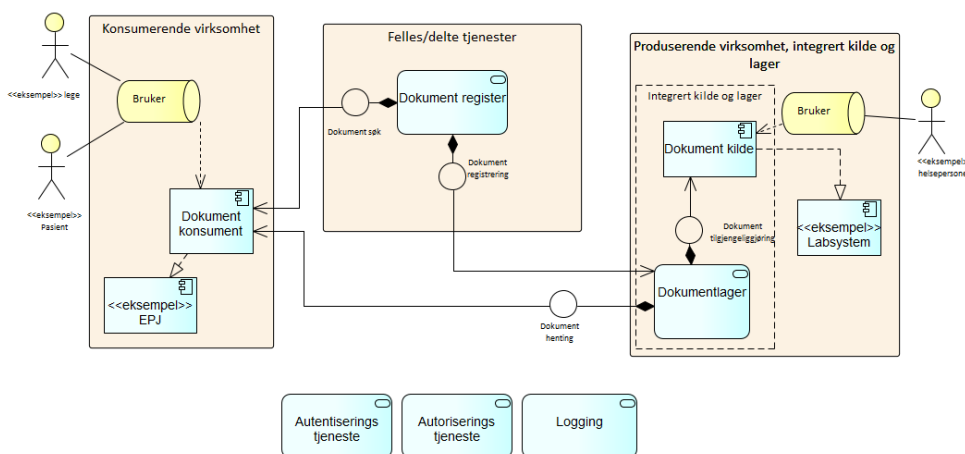 Konsumerende virksomhet
<<eksempel>> lege
Bruker
<<eksempel>>
Pasient
Dokument
konsument
<<eksempel>>
EPJ
Felles/delte tjenester
Dokument register
Dokument søk
Dokument
registrering
Dokument
henting
Produserende virksomhet, integrert kilde og
lager
Integrert kilde og lager
Bruker
Dokument kilde
<<eksempel>>
helsepersone
Dokument
tilgjengeliggjøring
<<eksempel>>
Labsystem
Dokumentlager
Autentiserings
tjeneste
Autoriserings
tjeneste
Logging